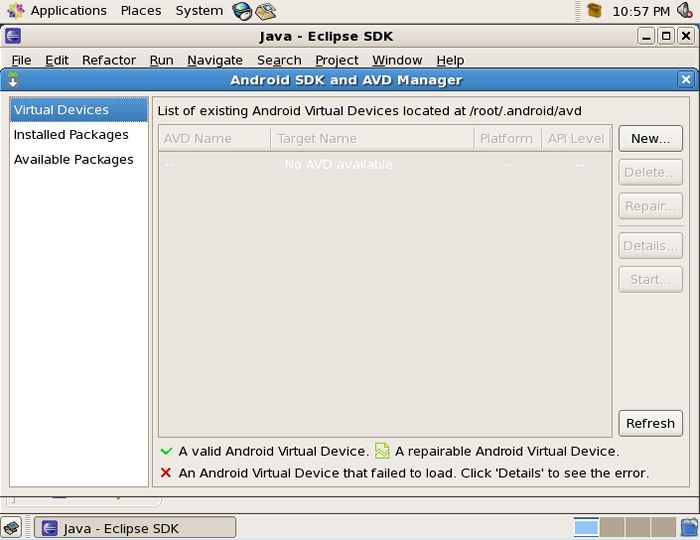 Applications Places System 10:57 PM
Java - Eclipse SDK
File Edit Refactor Run Navigate Search Project Window Help
Android SDK and AVD Manager
Virtual Devices
Installed Packages
Available Packages
List of existing Android Virtual Devices located at /root/.android/avd
AVD Name Target Name Platform API Level
-- No AVD available -- --
New...
Delete...
Repair...
Details...
Start...
Refresh
A valid Android Virtual Device. A repairable Android Virtual Device.
An Android Virtual Device that failed to load. Click 'Details' to see the error.
Java - Eclipse SDK